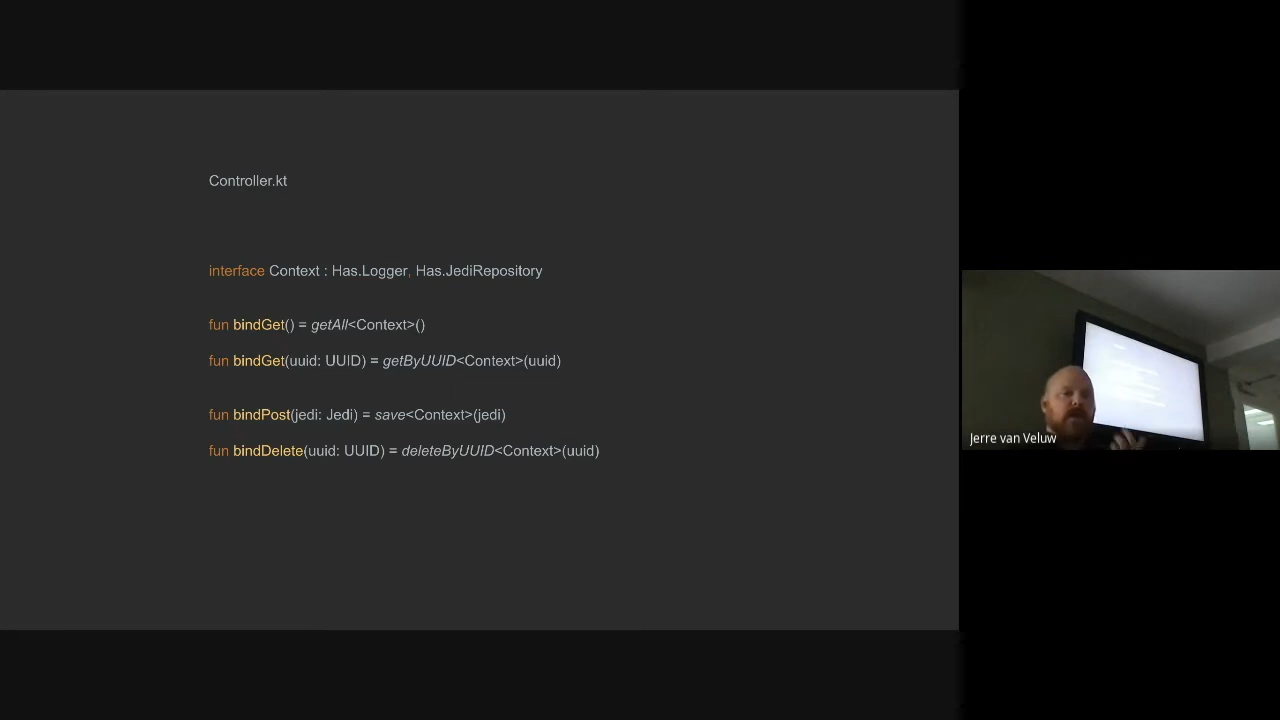 Controller.kt
interface Context : Has.Logger, Has.JediRepository
fun bindGet() = getAll<Context>()
fun bindGet(uuid: UUID) = getByUUID<Context>(uuid)
fun bindPost(jedi: Jedi) = save<Context>(jedi)
fun bindDelete(uuid: UUID) = deleteByUUID<Context>(uuid)
Jerre van Veluw